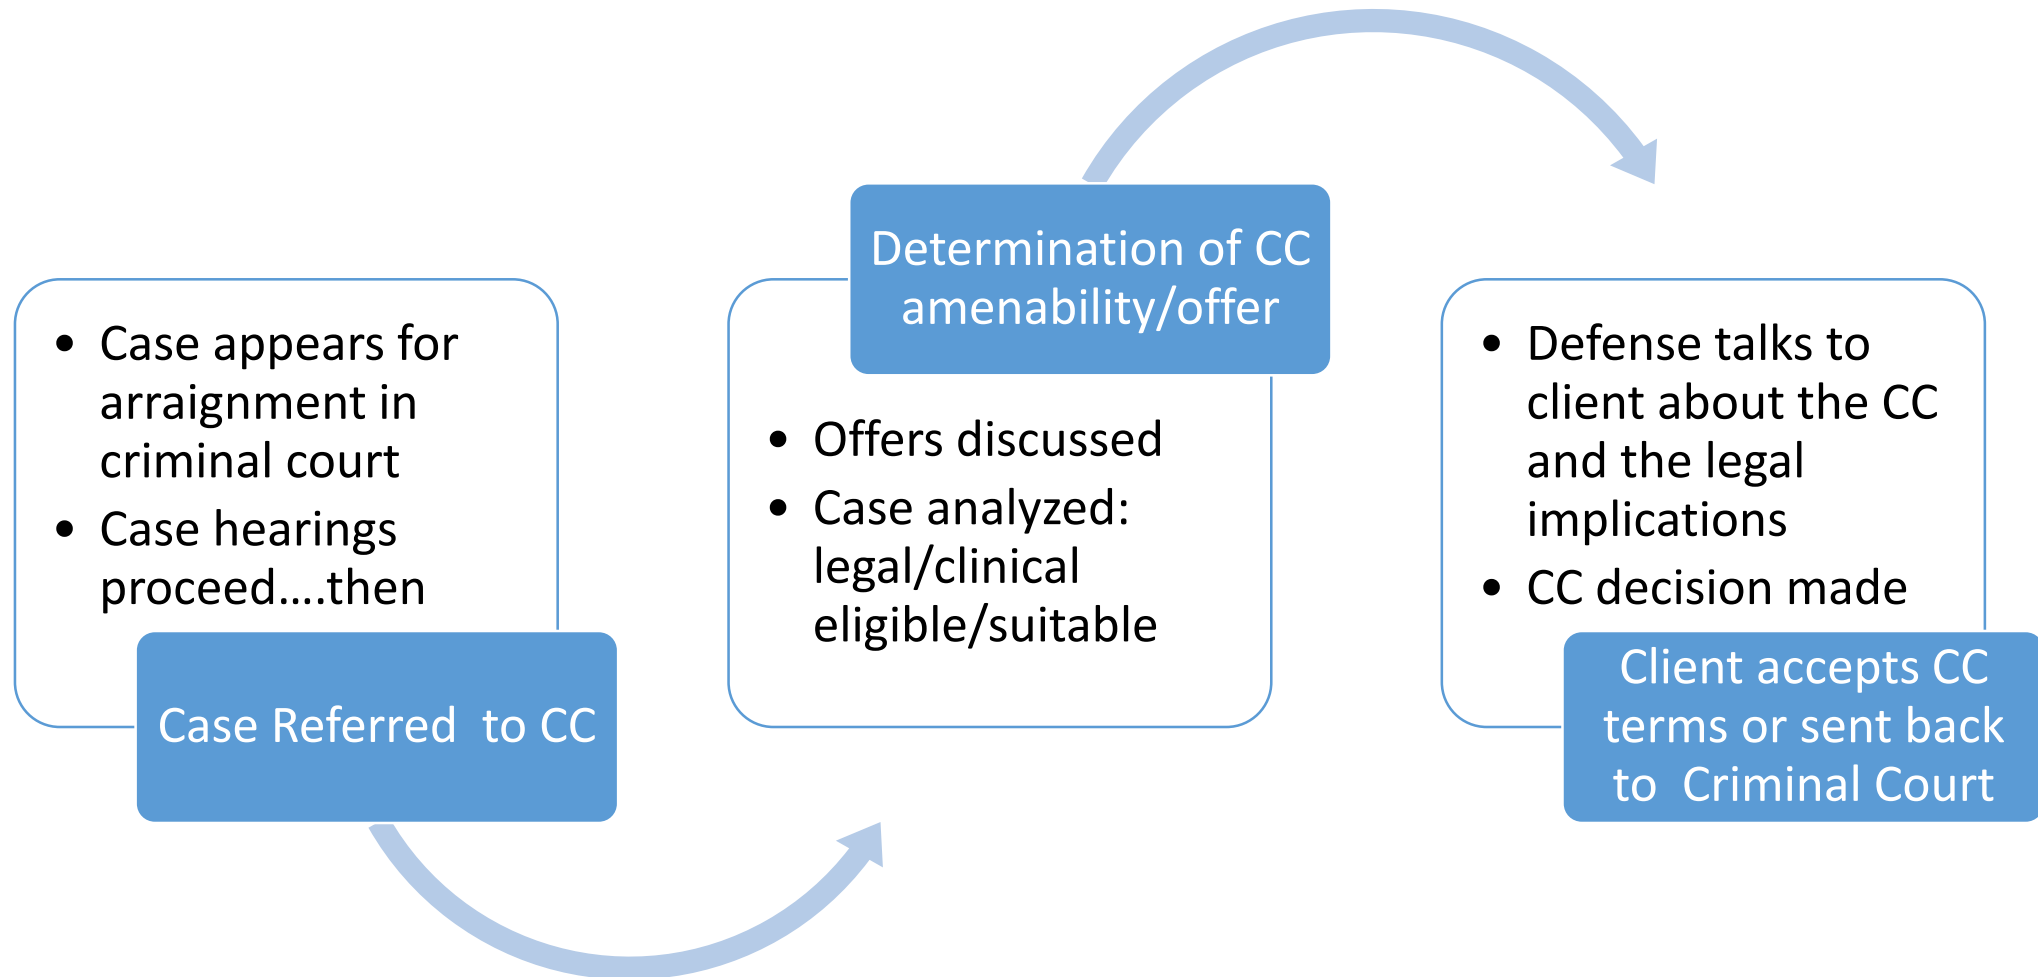 • Case appears for
arraignment in
criminal court
• Case hearings
proceed....then
Case Referred  to CC
Determination of CC
amenability/offer
• Offers discussed
• Case analyzed:
legal/clinical
eligible/suitable
• Defense talks to
client about the CC
and the legal
implications
• CC decision made
Client accepts CC
terms or sent back
to  Criminal Court